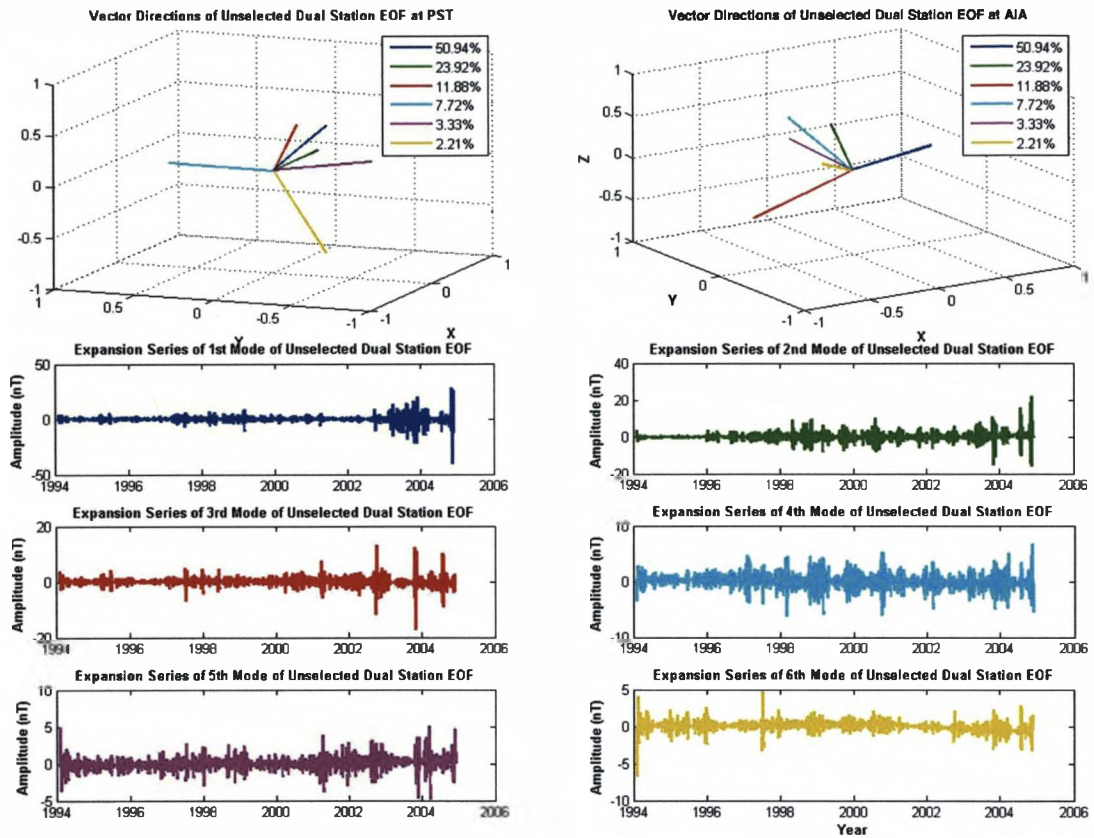 Vector Directions of Unselected Dual Station EOF at PST
50.94%
23.92%
11.88%
7.72%
3.33%
2.21%
1
0.5
0
-0.5
-1
1
0.5
0
-0.5
-1
-1
0
1
Y
X
Vector Directions of Unselected Dual Station EOF at AIA
50.94%
23.92%
11.88%
7.72%
3.33%
2.21%
Z
1
0.5
0
-0.5
-1
1
0
-1
-1
-0.5
0
0.5
1
Y
X
Expansion Series of 1st Mode of Unselected Dual Station EOF
Amplitude (nT)
50
0
-50
1994 1996 1998 2000 2002 2004 2006
Expansion Series of 2nd Mode of Unselected Dual Station EOF
Amplitude (nT)
40
20
0
-20
1994 1996 1998 2000 2002 2004 2006
Expansion Series of 3rd Mode of Unselected Dual Station EOF
Amplitude (nT)
20
0
-20
1994 1996 1998 2000 2002 2004 2006
Expansion Series of 4th Mode of Unselected Dual Station EOF
Amplitude (nT)
10
0
-10
1994 1996 1998 2000 2002 2004 2006
Expansion Series of 5th Mode of Unselected Dual Station EOF
Amplitude (nT)
10
5
0
-5
1994 1996 1998 2000 2002 2004 2006
Expansion Series of 6th Mode of Unselected Dual Station EOF
Amplitude (nT)
5
0
-5
-10
1994 1996 1998 2000 2002 2004 2006
Year